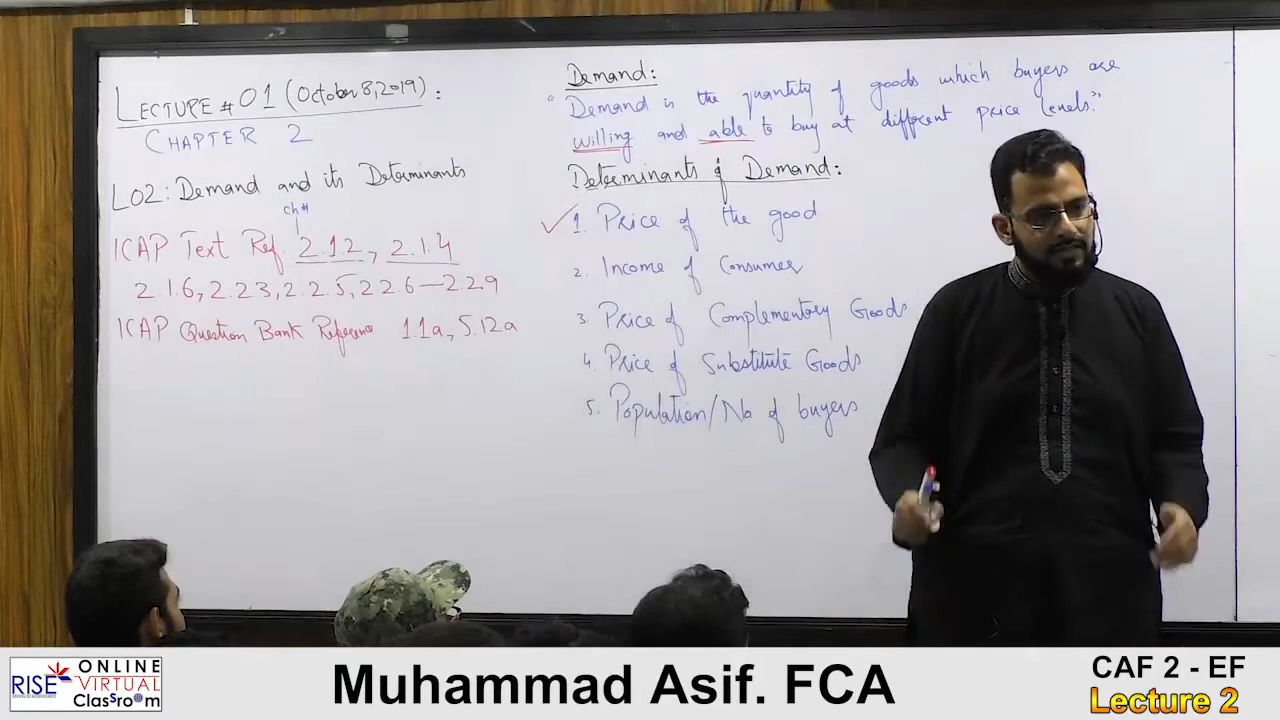 LECTURE # 01 (October 8, 2019) :
CHAPTER 2
LO2: Demand and its Determinants
ch#
ICAP Text Ref. 2.1.2, 2.1.4
2.1.6, 2.2.3, 2.2.5, 2.2.6—2.2.9
ICAP Question Bank Reference 1.1a, 5.12a
Demand:
"Demand is the quantity of goods which buyers are
willing and able to buy at different price levels."
Determinants of Demand:
1. Price of the good
2. Income of Consumer
3. Price of Complementary Goods
4. Price of Substitute Goods
5. Population/No of buyers
RISE
ONLINE
VIRTUAL
Classroom
Muhammad Asif. FCA
CAF 2 - EF
Lecture 2